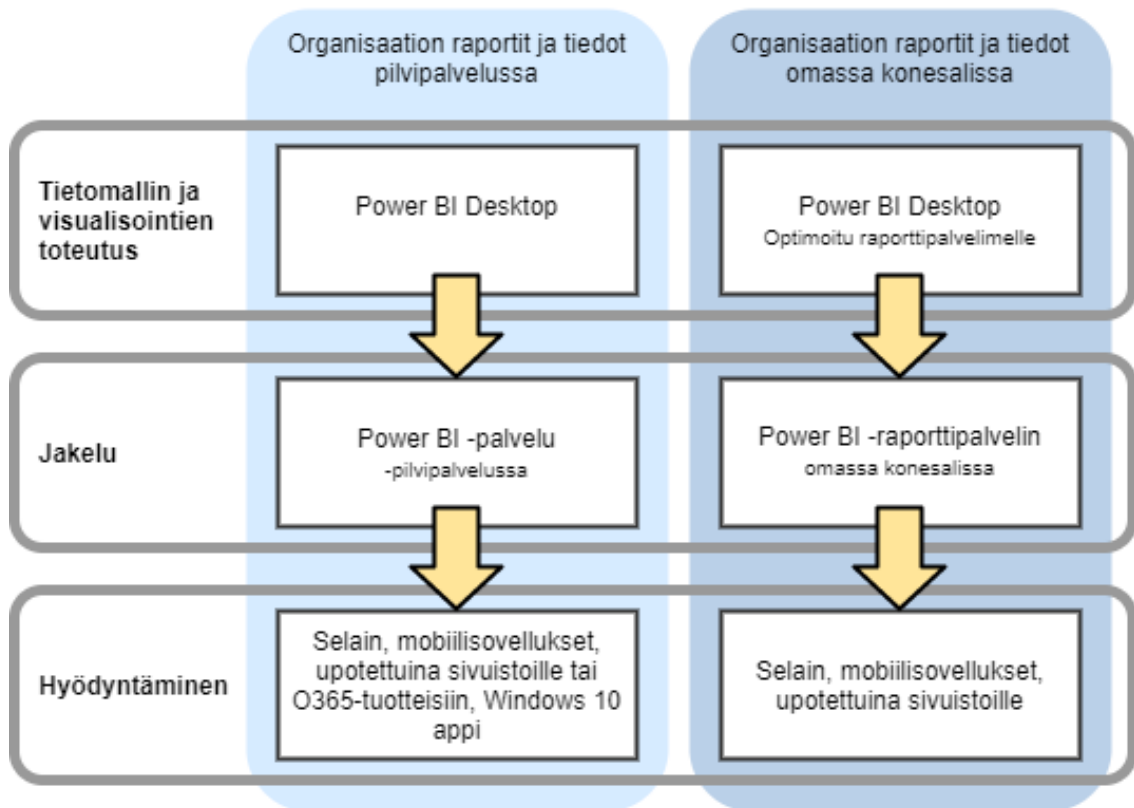 Organisaation raportit ja tiedot
pilvipalvelussa
Organisaation raportit ja tiedot
omassa konesalissa
Tietomallin ja
visualisointien
toteutus
Power BI Desktop
Power BI Desktop
Optimoitu raporttipalvelimelle
Jakelu
Power BI -palvelu
-pilvipalvelussa
Power BI -raporttipalvelin
omassa konesalissa
Hyödyntäminen
Selain, mobiilisovellukset,
upotettuina sivuistoille tai
O365-tuotteisiin, Windows 10
appi
Selain, mobiilisovellukset,
upotettuina sivuistoille